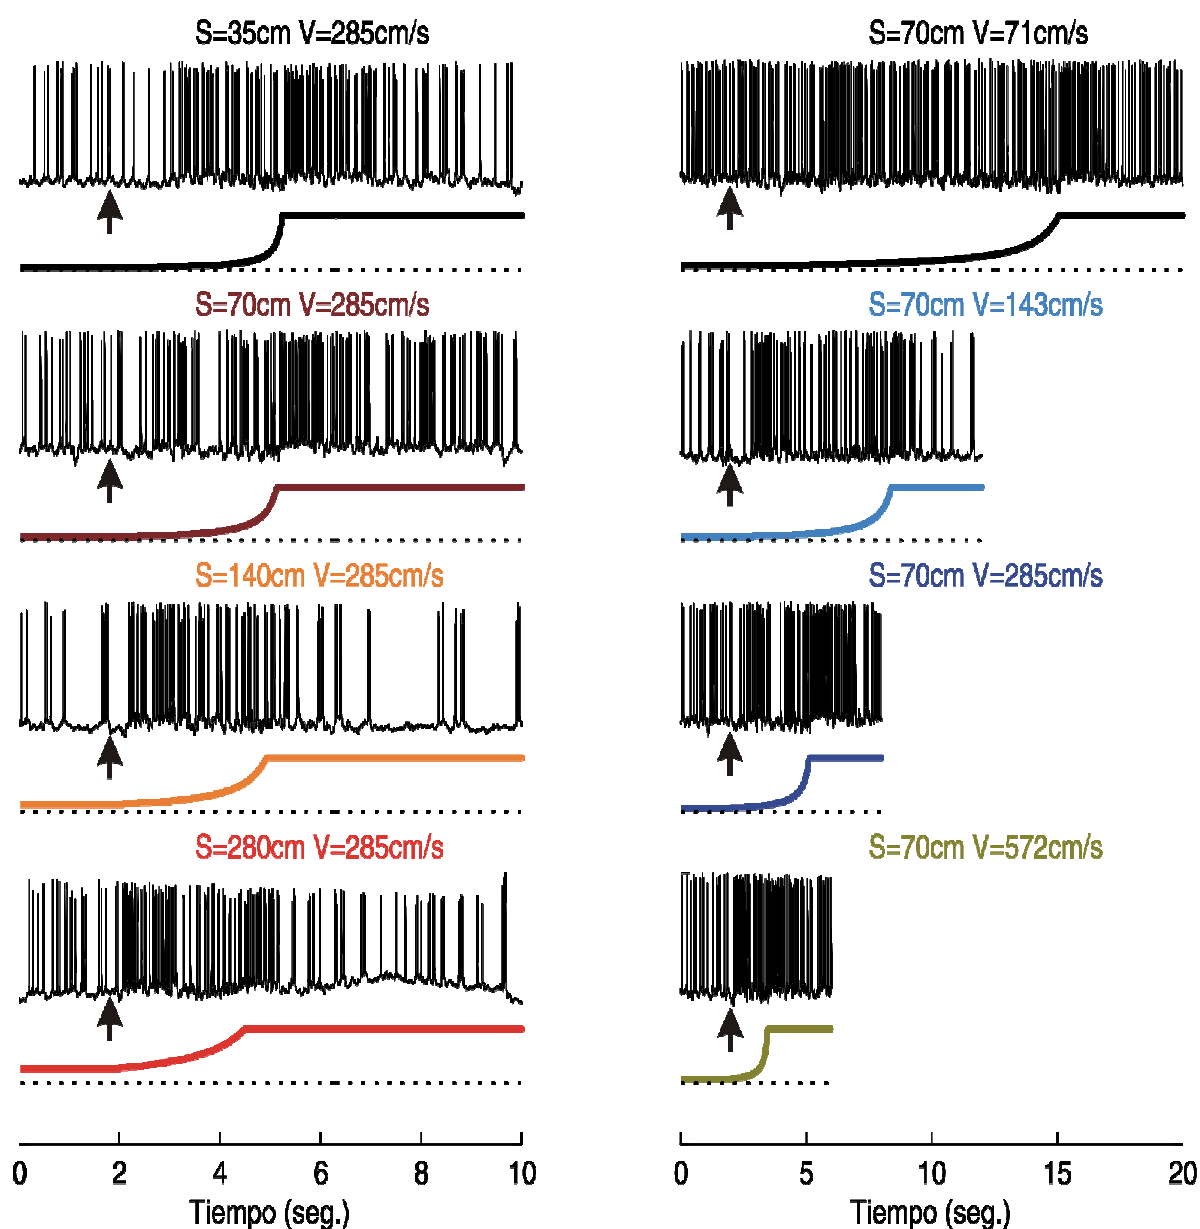 S=35cm V=285cm/s
S=70cm V=71cm/s
S=70cm V=285cm/s
S=70cm V=143cm/s
S=140cm V=285cm/s
S=70cm V=285cm/s
S=280cm V=285cm/s
S=70cm V=572cm/s
0 2 4 6 8 10
0 5 10 15 20
Tiempo (seg.)
Tiempo (seg.)